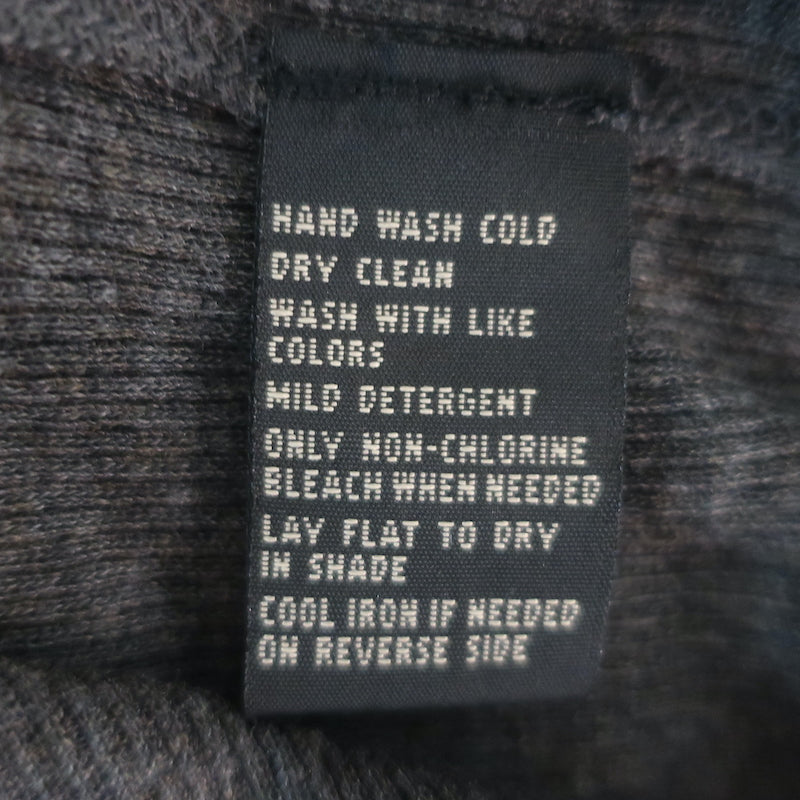 HAND WASH COLD
DRY CLEAN
WASH WITH LIKE
COLORS
MILD DETERGENT
ONLY NON-CHLORINE
BLEACH WHEN NEEDED
LAY FLAT TO DRY
IN SHADE
COOL IRON IF NEEDED
ON REVERSE SIDE